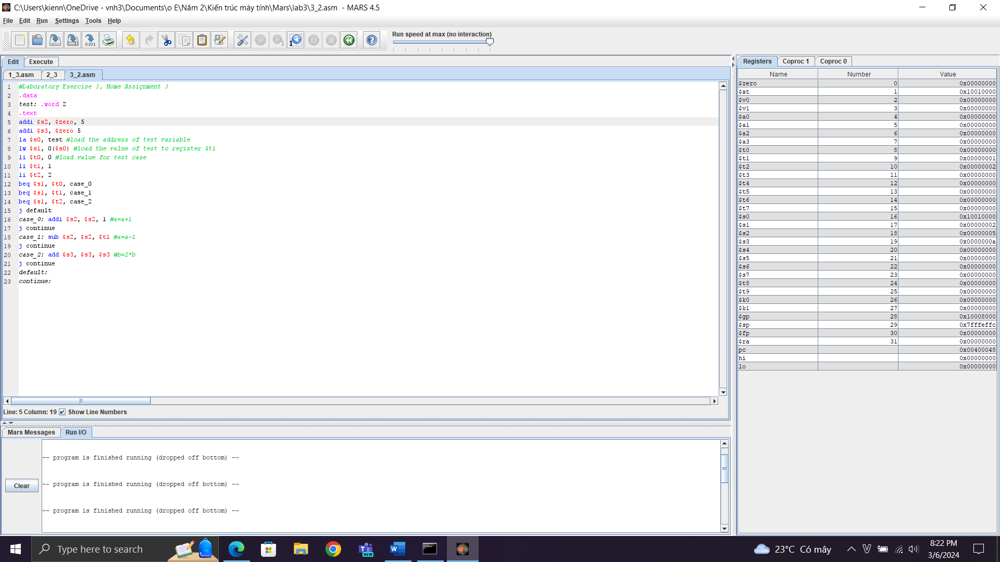 C:\Users\kienn\OneDrive - vnh3\Documents\o E\Năm 2\Kiến trúc máy tính\Mars\lab3\3_2.asm - MARS 4.5
File Edit Run Settings Tools Help
Run speed at max (no interaction)
Edit Execute
1_3.asm 2_3 3_2.asm
1 #Laboratory Exercise 3, Home Assignment 3
2 .data
3 test: .word 2
4 .text
5 addi $s2, $zero, 5
6 addi $s3, $zero 5
7 la $s0, test #load the address of test variable
8 lw $s1, 0($s0) #load the value of test to register $t1
9 li $t0, 0 #load value for test case
10 li $t1, 1
11 li $t2, 2
12 beq $s1, $t0, case_0
13 beq $s1, $t1, case_1
14 beq $s1, $t2, case_2
15 j default
16 case_0: addi $s2, $s2, 1 #a=a+1
17 j continue
18 case_1: sub $s2, $s2, $t1 #a=a-1
19 j continue
20 case_2: add $s3, $s3, $s3 #b=2*b
21 j continue
22 default:
23 continue:
Line: 5 Column: 19 Show Line Numbers
Mars Messages Run I/O
Clear
-- program is finished running (dropped off bottom) --
-- program is finished running (dropped off bottom) --
-- program is finished running (dropped off bottom) --
Registers Coproc 1 Coproc 0
Name Number Value
$zero 0 0x00000000
$at 1 0x10010000
$v0 2 0x00000000
$v1 3 0x00000000
$a0 4 0x00000000
$a1 5 0x00000000
$a2 6 0x00000000
$a3 7 0x00000000
$t0 8 0x00000000
$t1 9 0x00000001
$t2 10 0x00000002
$t3 11 0x00000000
$t4 12 0x00000000
$t5 13 0x00000000
$t6 14 0x00000000
$t7 15 0x00000000
$s0 16 0x10010000
$s1 17 0x00000002
$s2 18 0x00000005
$s3 19 0x0000000a
$s4 20 0x00000000
$s5 21 0x00000000
$s6 22 0x00000000
$s7 23 0x00000000
$t8 24 0x00000000
$t9 25 0x00000000
$k0 26 0x00000000
$k1 27 0x00000000
$gp 28 0x10008000
$sp 29 0x7fffeffc
$fp 30 0x00000000
$ra 31 0x00000000
pc 0x00400048
hi 0x00000000
lo 0x00000000
Type here to search
NEW
23°C Có mây
8:22 PM
3/6/2024